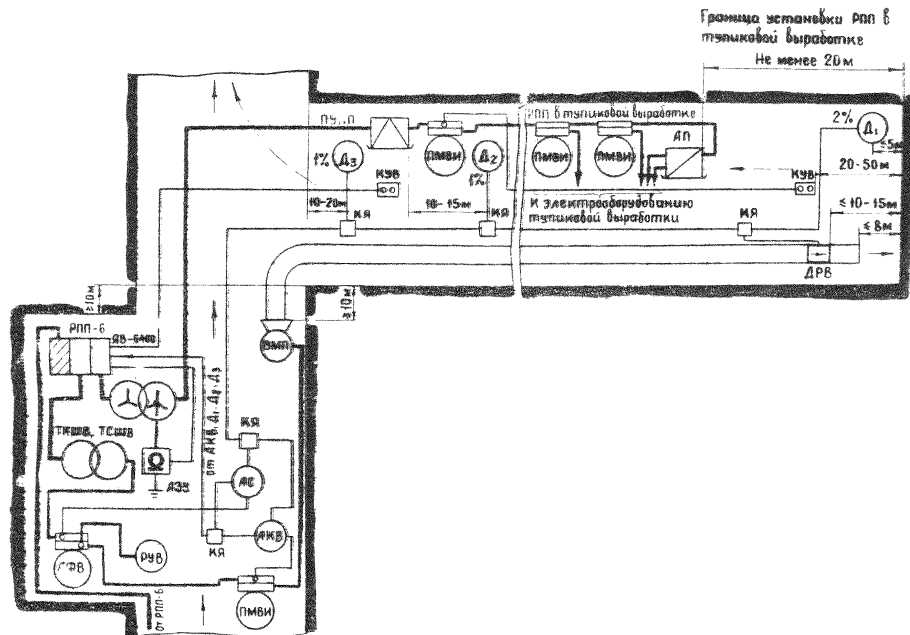 Граница установки РПП в
тупиковой выработке
Не менее 20м
РПП в тупиковой выработке
АП
2%
Д₁
≤5м
ПМВИ
ПМВИ
ПМВИ
1%
Д₃
Д₂
1%
КУВ
КУВ
20-50м
10-20м
10-15м
К электрооборудованию
тупиковой выработки
≤10-15м
КЯ
КЯ
КЯ
≤8м
ДРВ
≥10м
≥10м
РПП-6
ЯВ-6400
ВМП
от АКВ, Д₁, Д₂, Д₃
ТКШВ, ТСШВ
КЯ
АЗУ
АС
КЯ
АКВ
РУВ
ПМВИ
От РПП-6